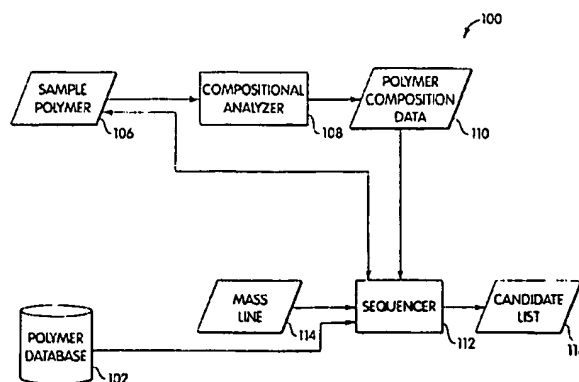 100
SAMPLE
POLYMER
106
COMPOSITIONAL
ANALYZER
108
POLYMER
COMPOSITION
DATA
110
MASS
LINE
114
SEQUENCER
112
CANDIDATE
LIST
POLYMER
DATABASE
102